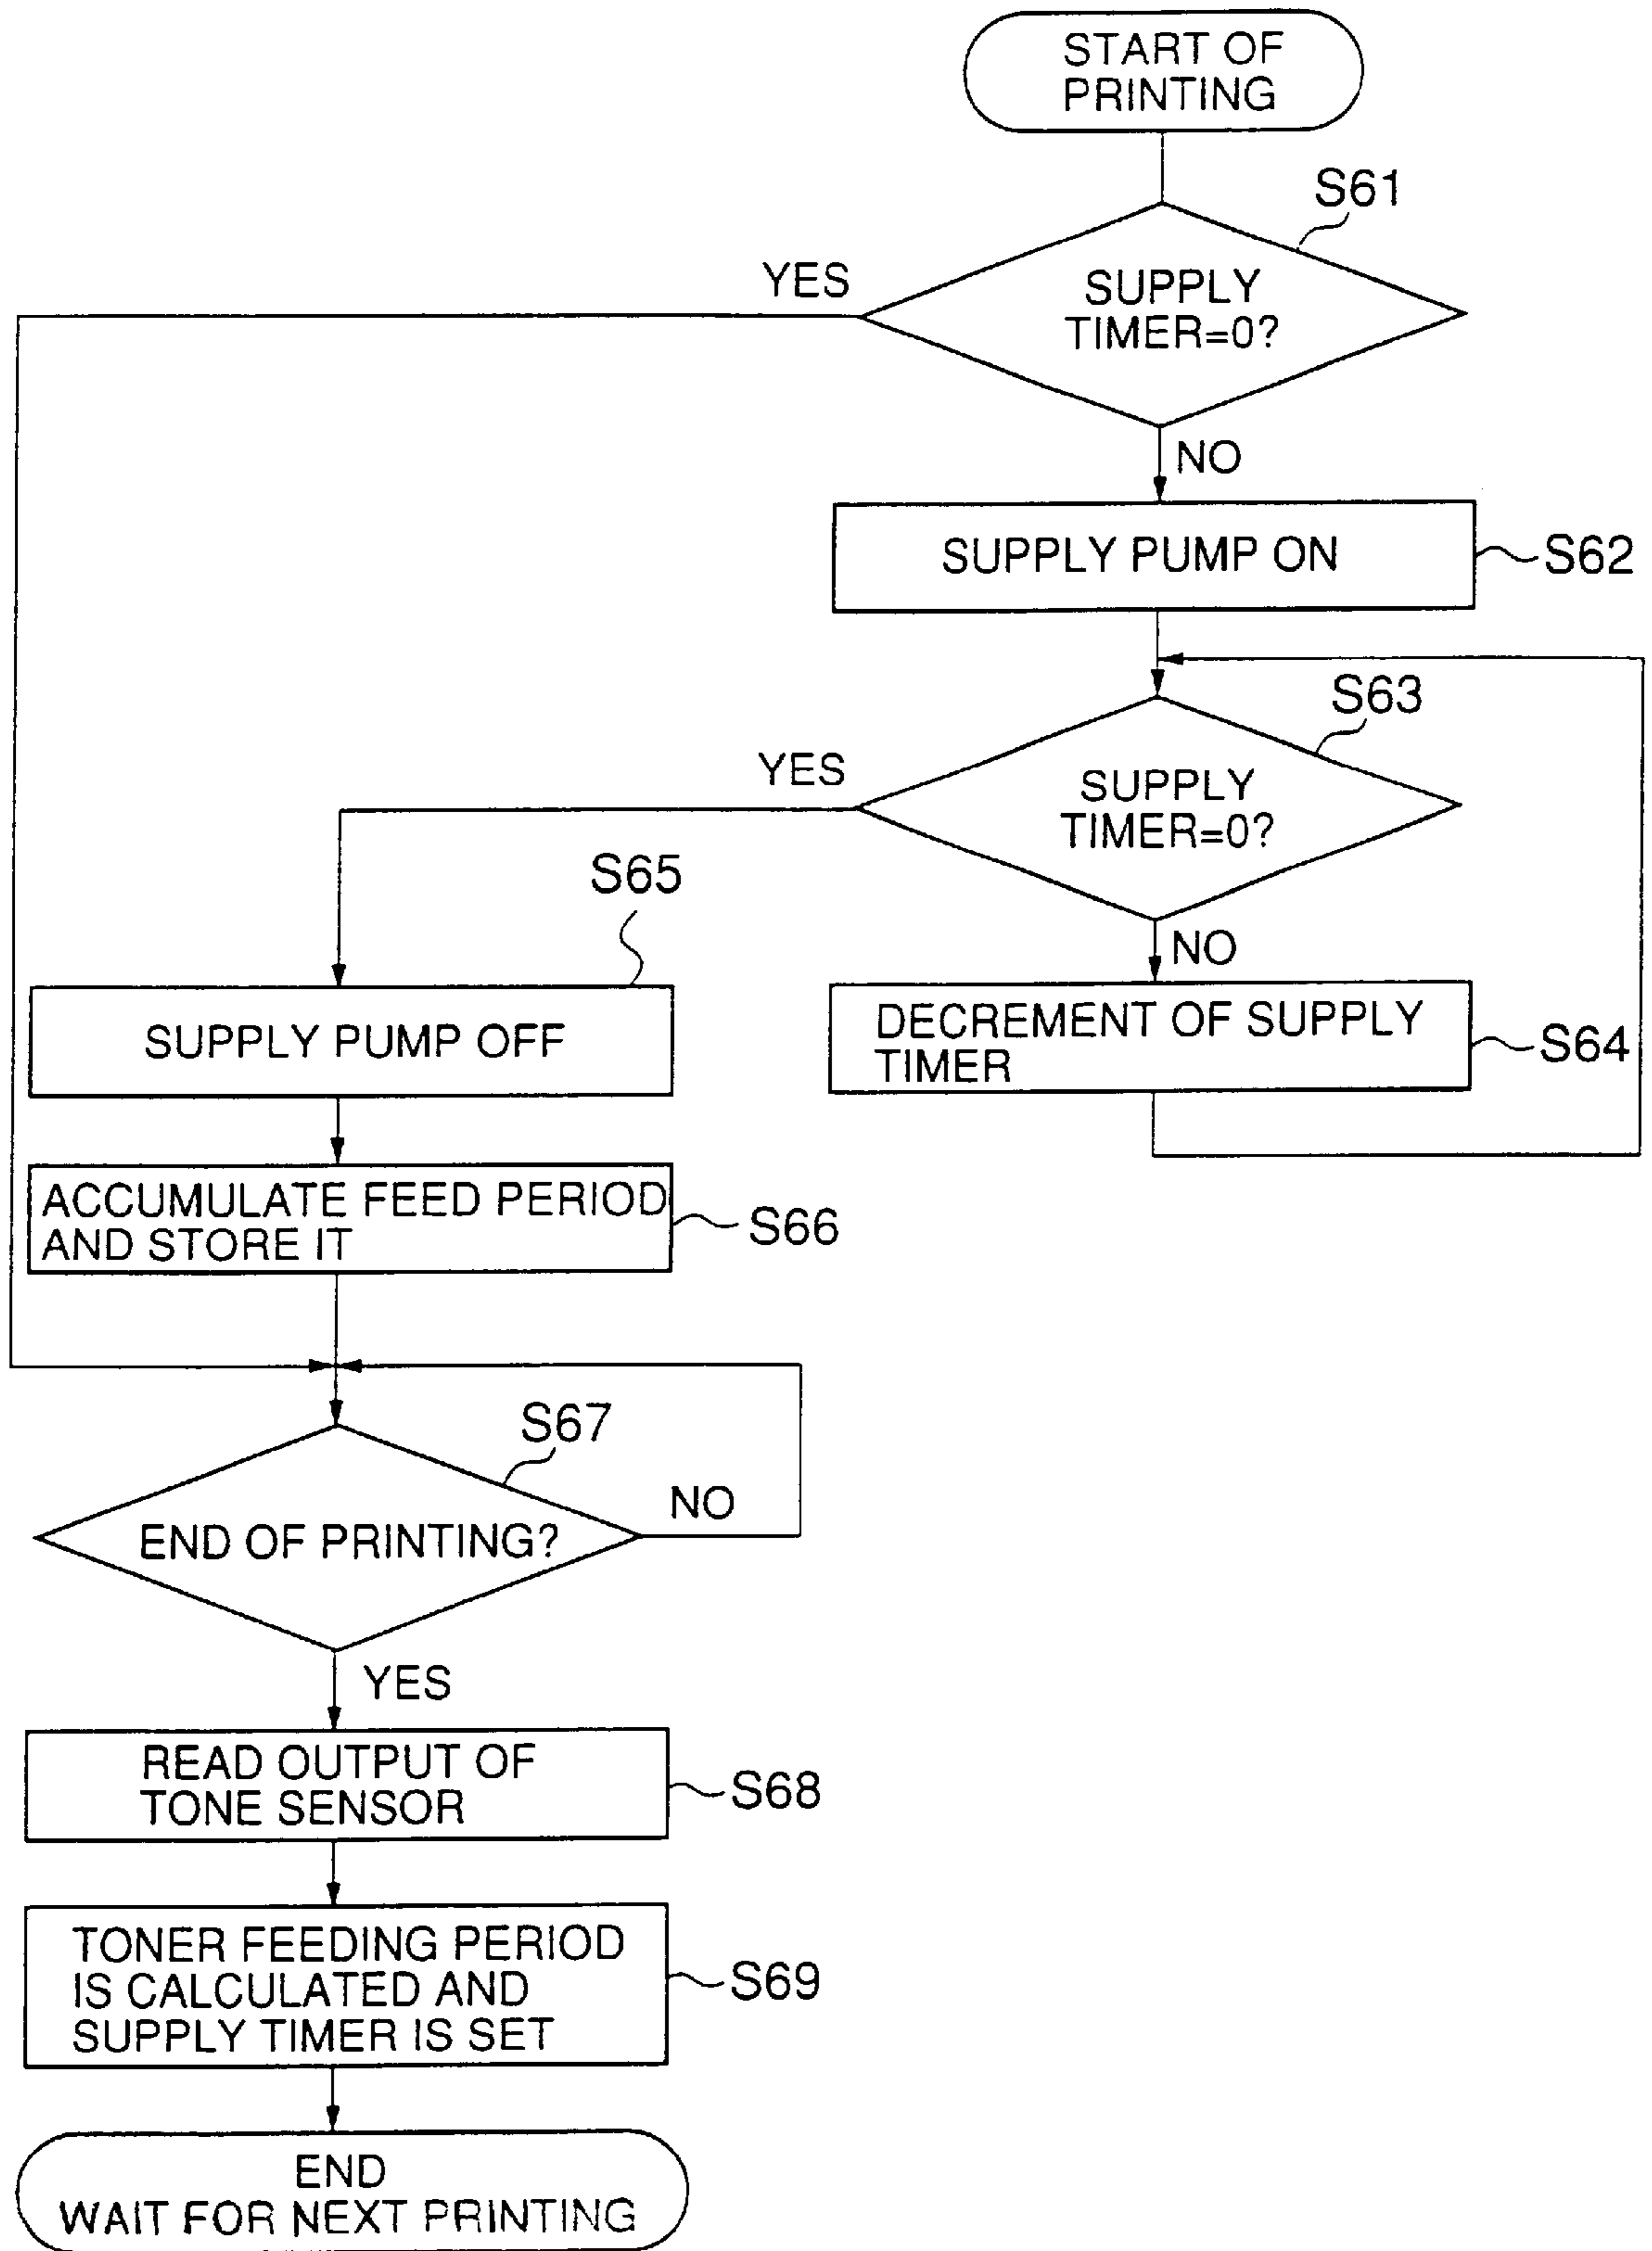 START OF
PRINTING
S61
YES
SUPPLY
TIMER=0?
NO
SUPPLY PUMP ON
S62
S63
YES
SUPPLY
TIMER=0?
S65
NO
SUPPLY PUMP OFF
DECREMENT OF SUPPLY
TIMER
S64
ACCUMULATE FEED PERIOD
AND STORE IT
S66
S67
NO
END OF PRINTING?
YES
READ OUTPUT OF
TONE SENSOR
S68
TONER FEEDING PERIOD
IS CALCULATED AND
SUPPLY TIMER IS SET
S69
END
WAIT FOR NEXT PRINTING